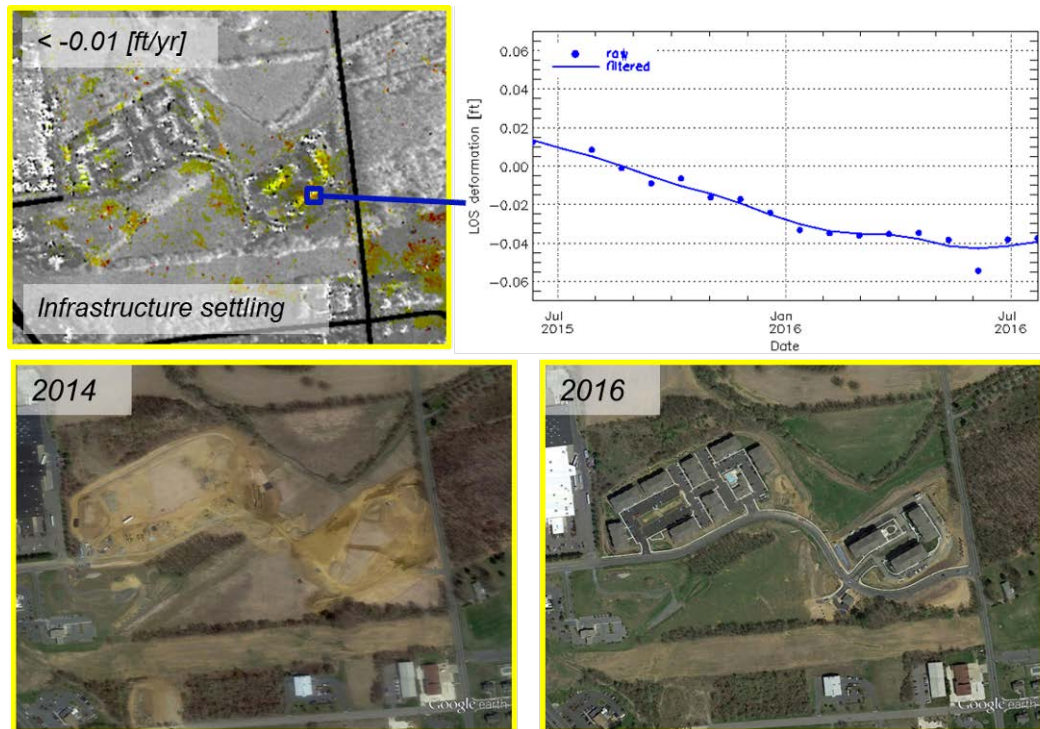 < -0.01 [ft/yr]
Infrastructure settling
raw
filtered
LOS deformation [ft]
0.06
0.04
0.02
0.00
-0.02
-0.04
-0.06
Jul
2015
Jan
2016
Jul
2016
Date
2014
Google earth
2016
Google earth